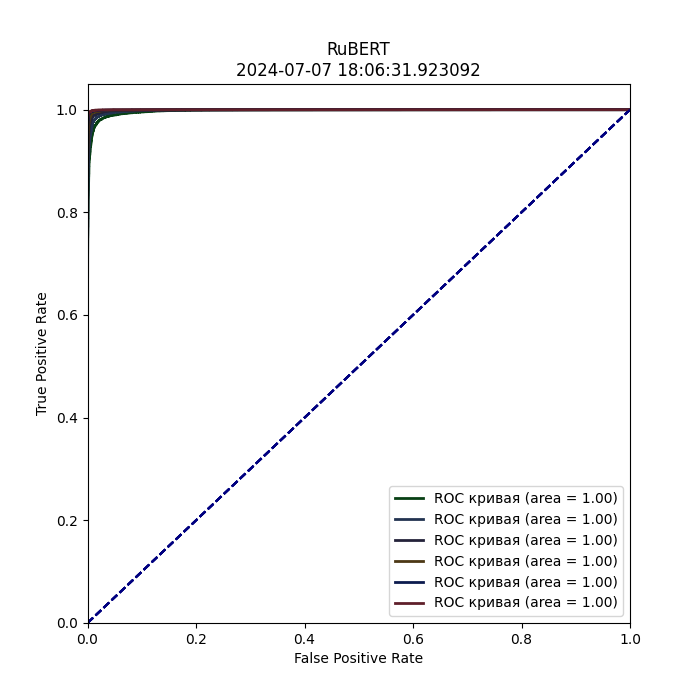 RuBERT
2024-07-07 18:06:31.923092
True Positive Rate
1.0
0.8
0.6
0.4
0.2
0.0
0.0 0.2 0.4 0.6 0.8 1.0
False Positive Rate
ROC кривая (area = 1.00)
ROC кривая (area = 1.00)
ROC кривая (area = 1.00)
ROC кривая (area = 1.00)
ROC кривая (area = 1.00)
ROC кривая (area = 1.00)